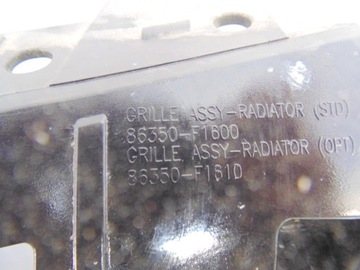 GRILLE ASSY-RADIATOR (STD)
86350-F1600
GRILLE ASSY-RADIATOR (OPT)
86350-F1610